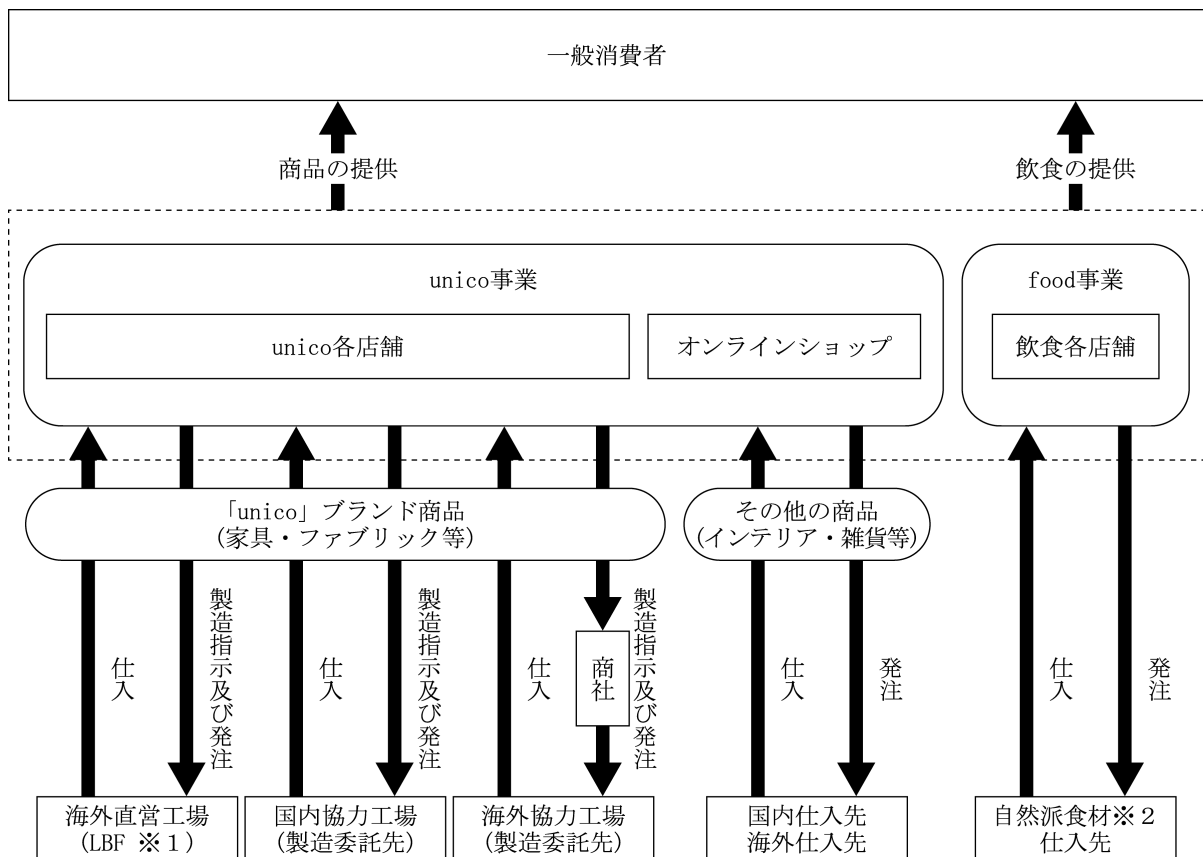 一般消費者
商品の提供
飲食の提供
unico事業
food事業
unico各店舗
オンラインショップ
飲食各店舗
「unico」ブランド商品
(家具・ファブリック等)
その他の商品
(インテリア・雑貨等)
仕入
製造指示及び発注
仕入
製造指示及び発注
仕入
商社
製造指示及び発注
仕入
発注
仕入
発注
海外直営工場
(LBF ※1)
国内協力工場
(製造委託先)
海外協力工場
(製造委託先)
国内仕入先
海外仕入先
自然派食材※2
仕入先